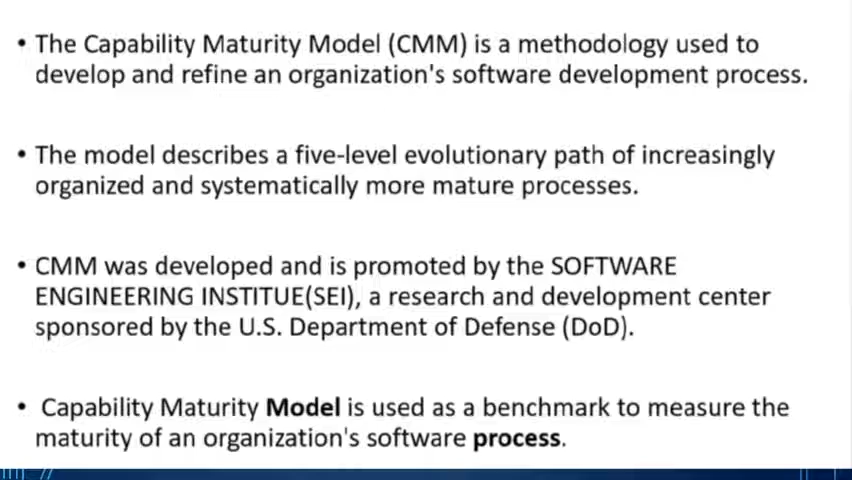 • The Capability Maturity Model (CMM) is a methodology used to
develop and refine an organization's software development process.
• The model describes a five-level evolutionary path of increasingly
organized and systematically more mature processes.
• CMM was developed and is promoted by the SOFTWARE
ENGINEERING INSTITUE(SEI), a research and development center
sponsored by the U.S. Department of Defense (DoD).
• Capability Maturity Model is used as a benchmark to measure the
maturity of an organization's software process.